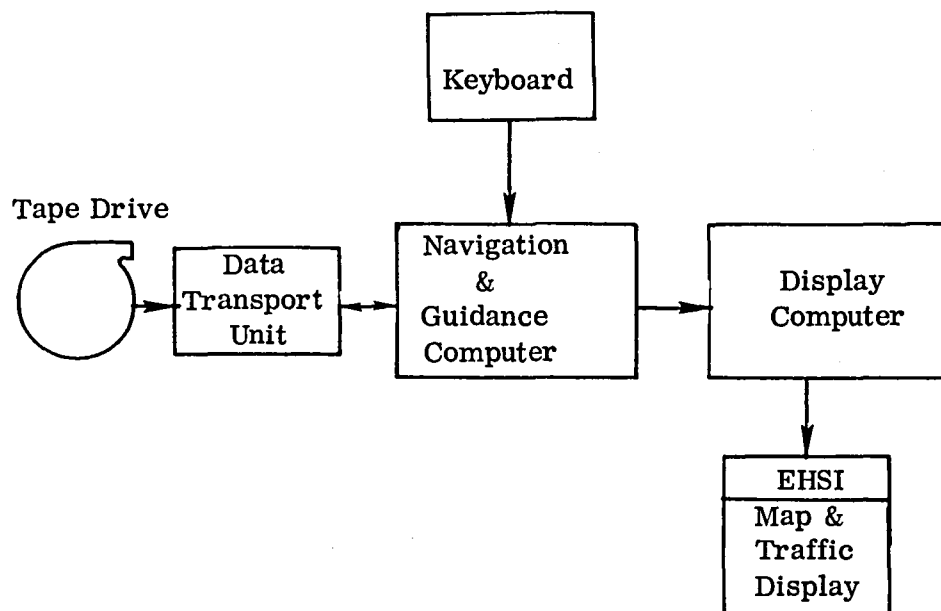 Keyboard
Tape Drive
Data
Transport
Unit
Navigation
&
Guidance
Computer
Display
Computer
EHSI
Map &
Traffic
Display